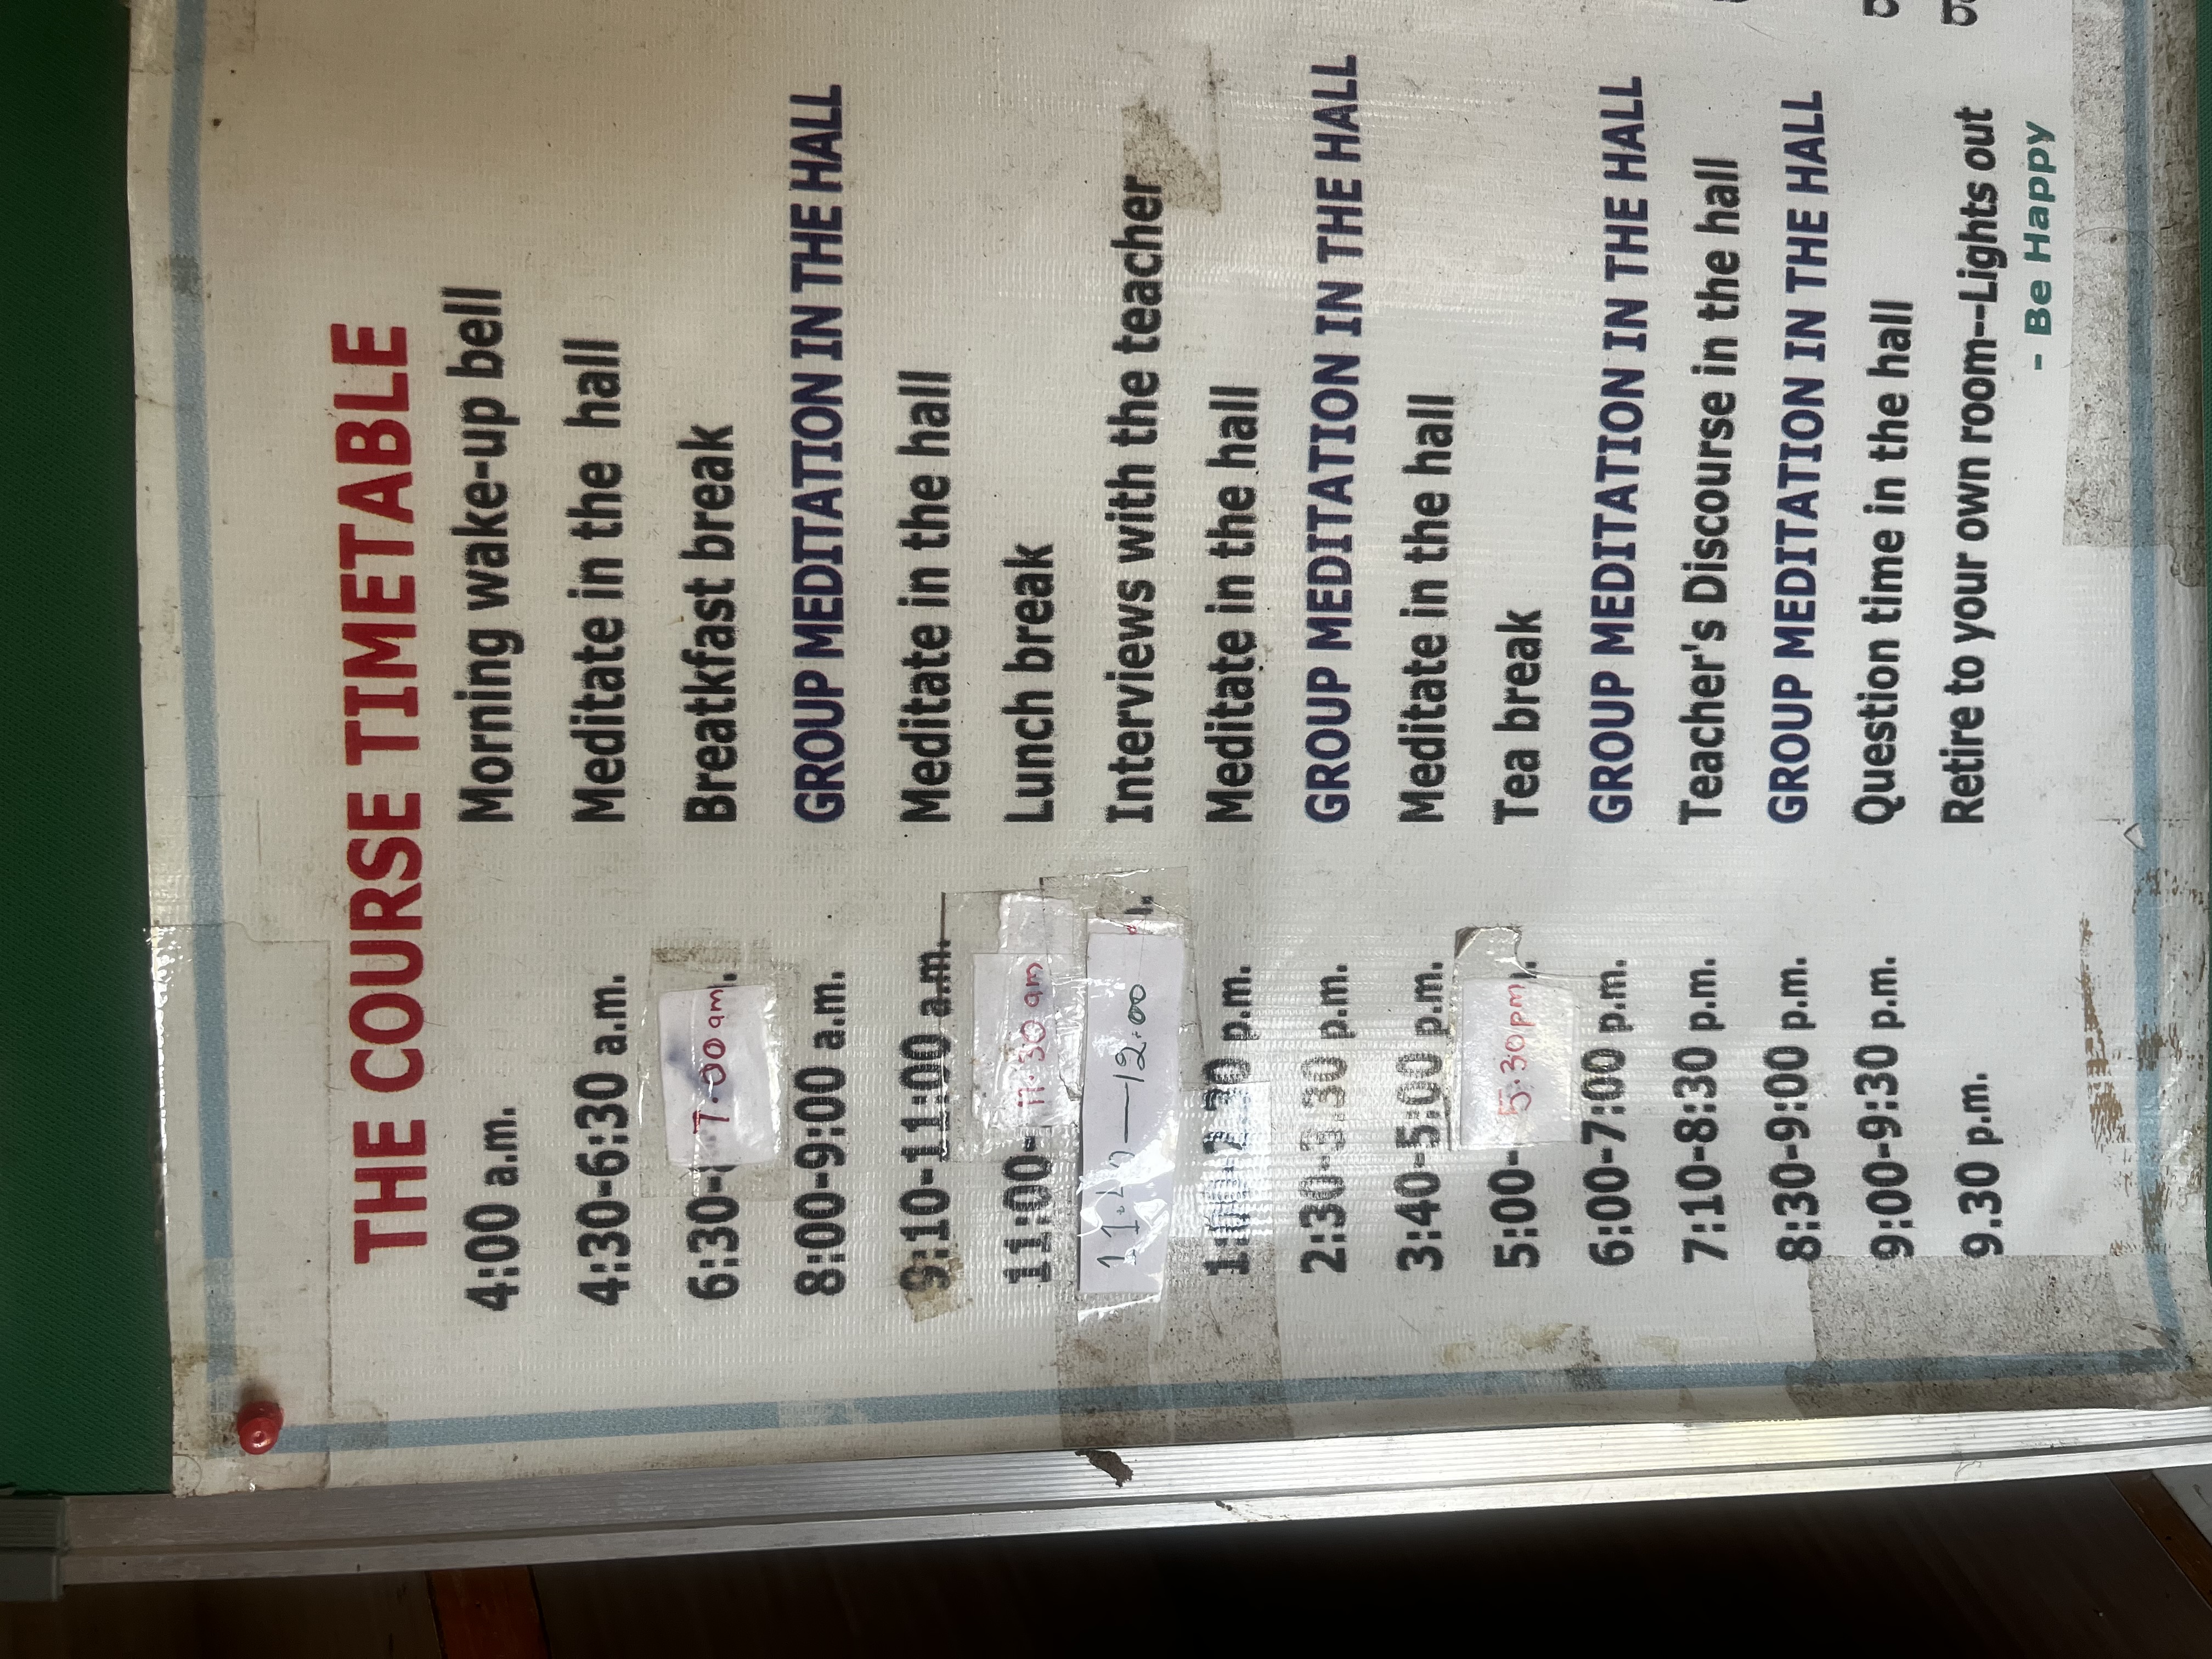 THE COURSE TIMETABLE
4:00 a.m. Morning wake-up bell
4:30-6:30 a.m. Meditate in the hall
6:30- 7.00 am Breatkfast break
8:00-9:00 a.m. GROUP MEDITATION IN THE HALL
9:10-11:00 a.m. Meditate in the hall
11:00- 11.30 am Lunch break
—12.00 Interviews with the teacher
1:00-2.30 p.m. Meditate in the hall
2:30-3.30 p.m. GROUP MEDITATION IN THE HALL
3:40-5:00 p.m. Meditate in the hall
5:00- 5.30pm Tea break
6:00-7:00 p.m. GROUP MEDITATION IN THE HALL
7:10-8:30 p.m. Teacher's Discourse in the hall
8:30-9:00 p.m. GROUP MEDITATION IN THE HALL
9:00-9:30 p.m. Question time in the hall
9.30 p.m. Retire to your own room--Lights out
- Be Happy